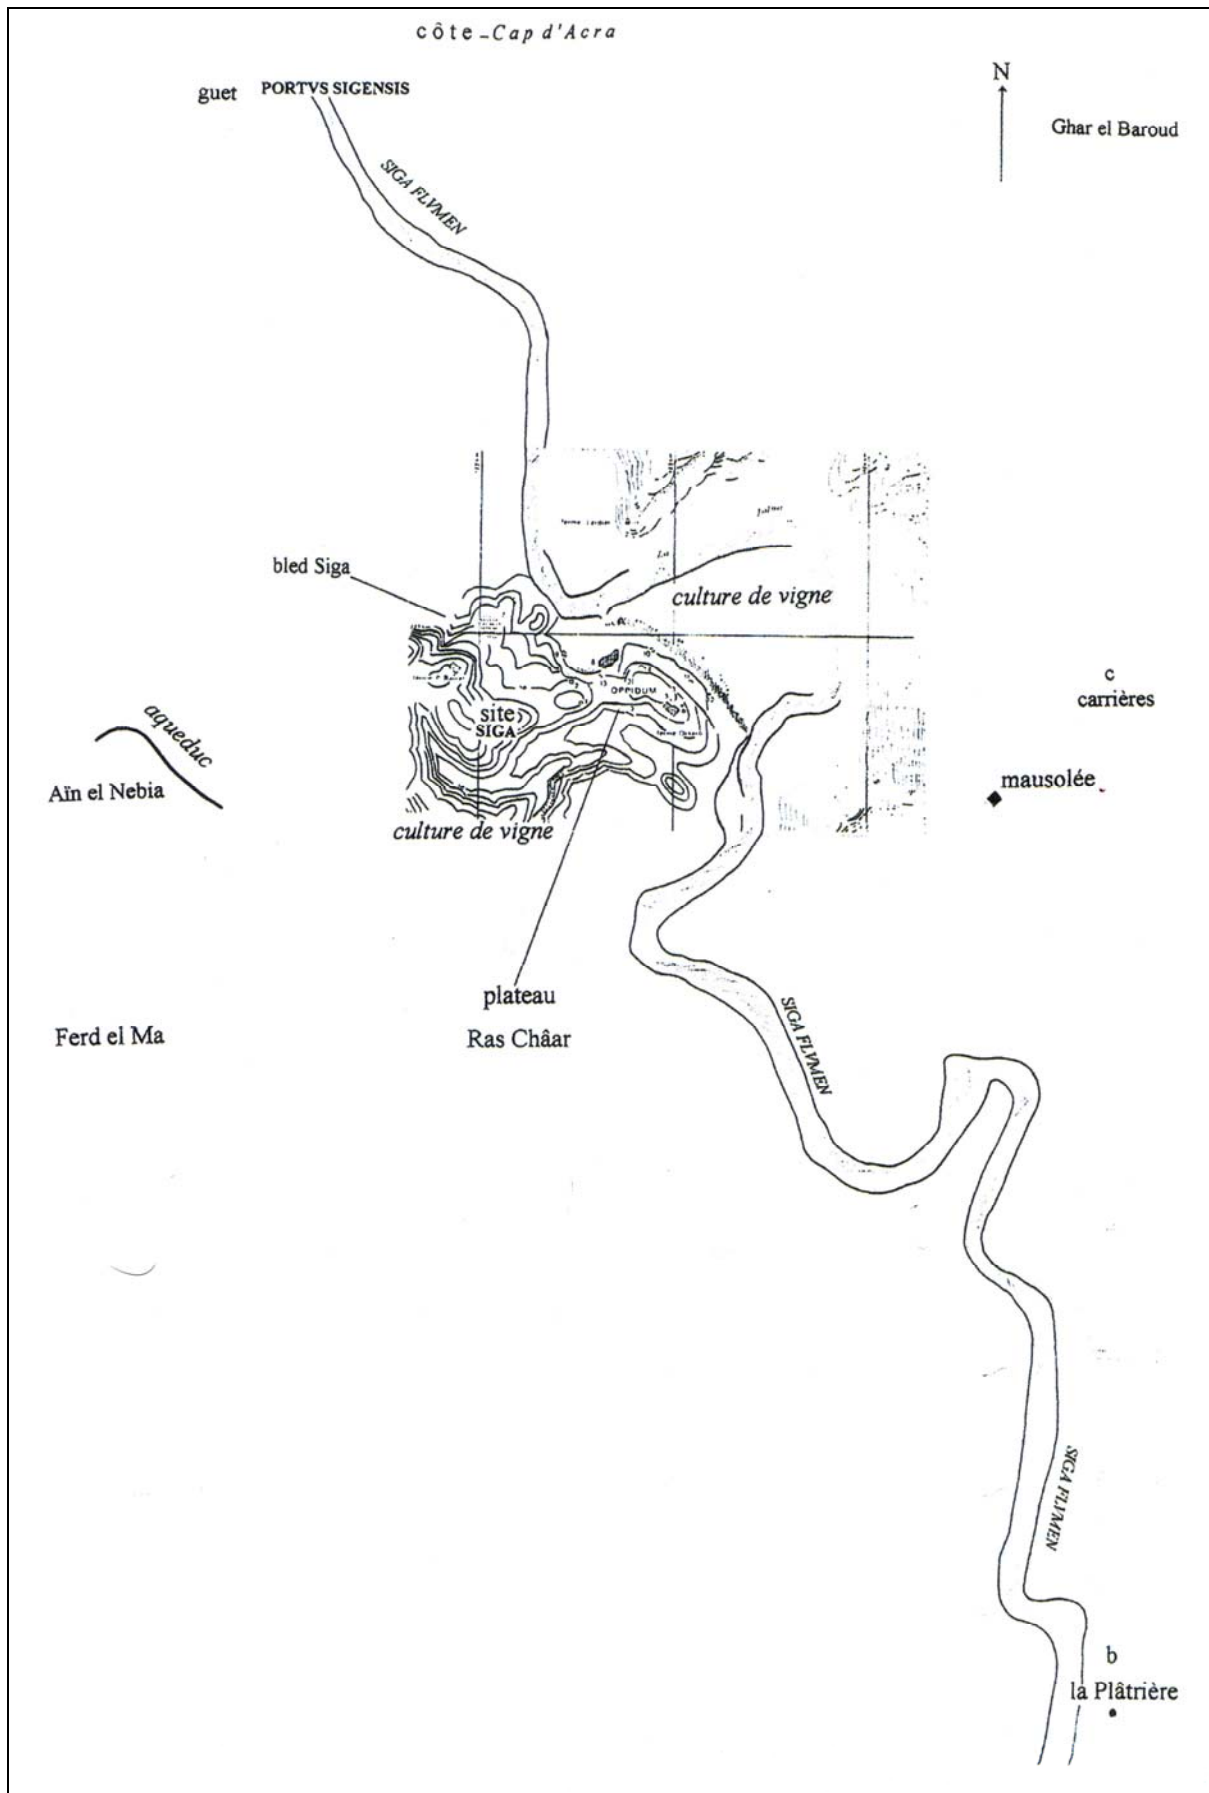 côte - Cap d'Acra
guet PORTVS SIGENSIS
N
Ghar el Baroud
SIGA FLVMEN
bled Siga
culture de vigne
OPPIDUM
site
SIGA
c
carrières
aqueduc
Aïn el Nebia
mausolée
culture de vigne
plateau
Ras Châar
Ferd el Ma
SIGA FLVMEN
SIGA FLVMEN
b
la Plâtrière